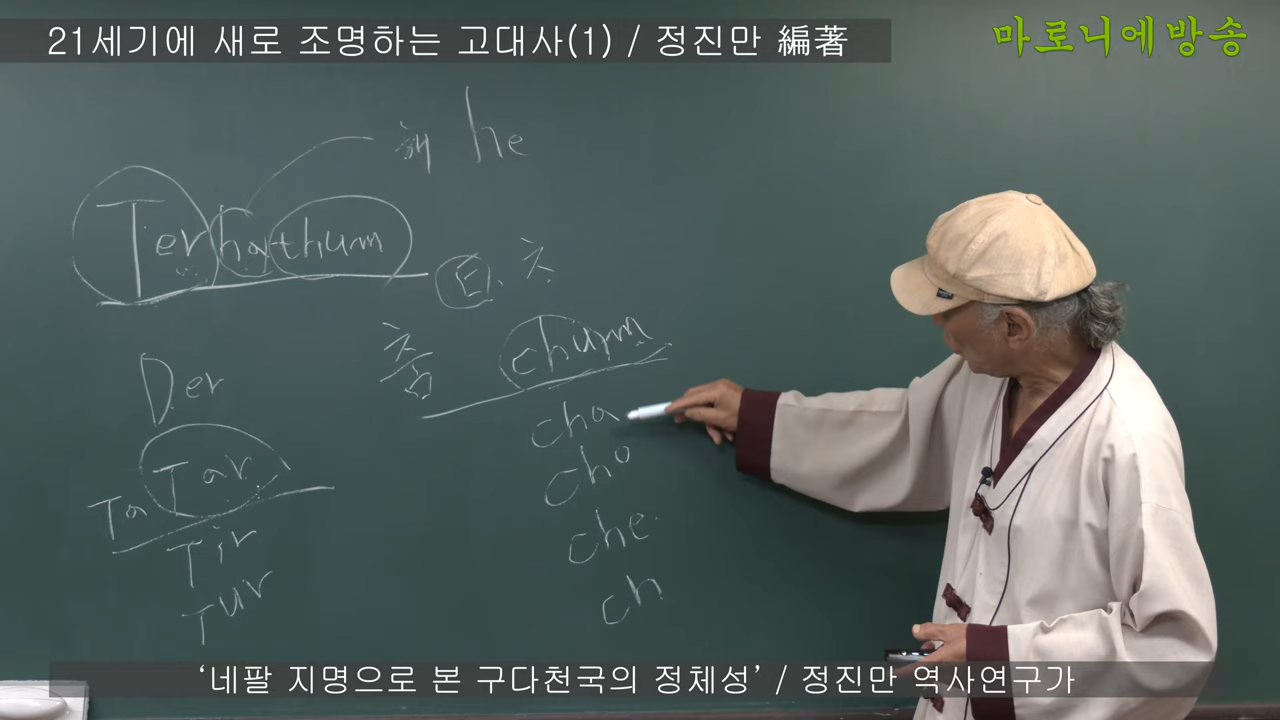 21세기에 새로 조명하는 고대사(1) / 정진만 編著
마로니에방송
해 he
Terhathum
ㅌ. ㅊ
춤 chum
Der
cha
Tar
cho
Ta
che
Tir
ch
Tur
‘네팔 지명으로 본 구다천국의 정체성’ / 정진만 역사연구가